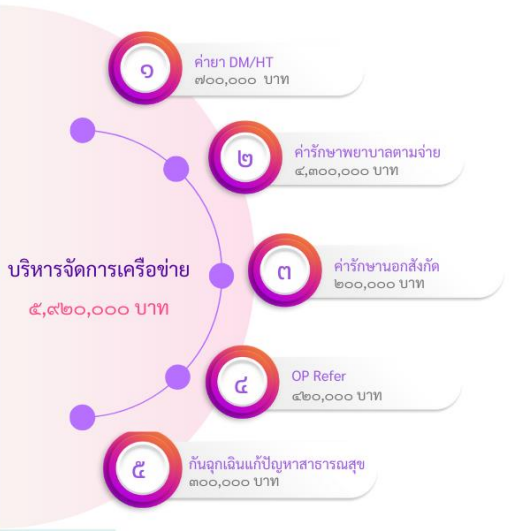 ๑
ค่ายา DM/HT
๗๐๐,๐๐๐ บาท
๒
ค่ารักษาพยาบาลตามจ่าย
๔,๓๐๐,๐๐๐ บาท
บริหารจัดการเครือข่าย
๕,๙๒๐,๐๐๐ บาท
๓
ค่ารักษานอกสังกัด
๒๐๐,๐๐๐ บาท
๔
OP Refer
๔๒๐,๐๐๐ บาท
๕
กันฉุกเฉินแก้ปัญหาสาธารณสุข
๓๐๐,๐๐๐ บาท